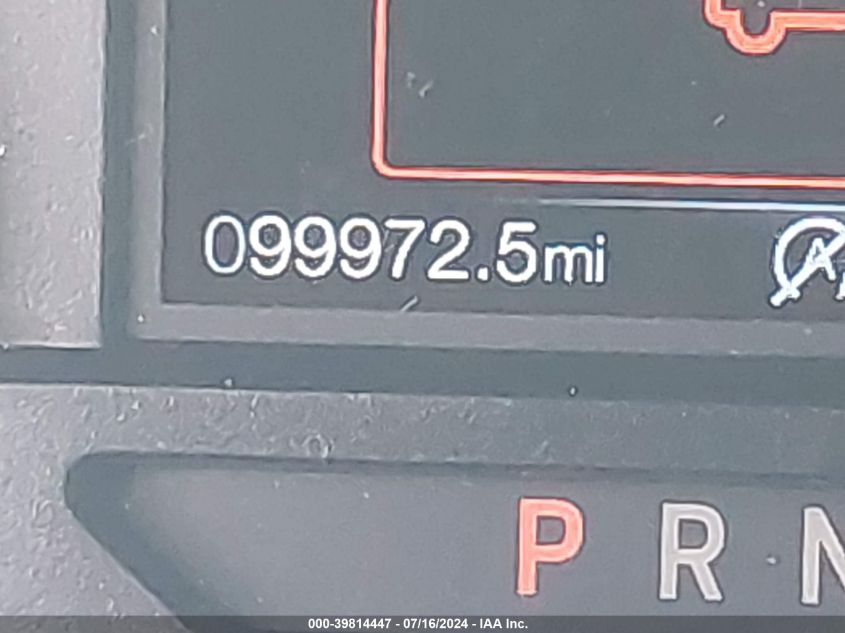 099972.5mi
A
P R N
000-39814447 - 07/16/2024 - IAA Inc.